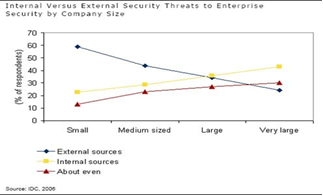 Internal Versus External Security Threats to Enterprise
Security by Company Size
(% of respondents)
70
60
50
40
30
20
10
0
Small Medium sized Large Very large
External sources
Internal sources
About even
Source: IDC, 2006